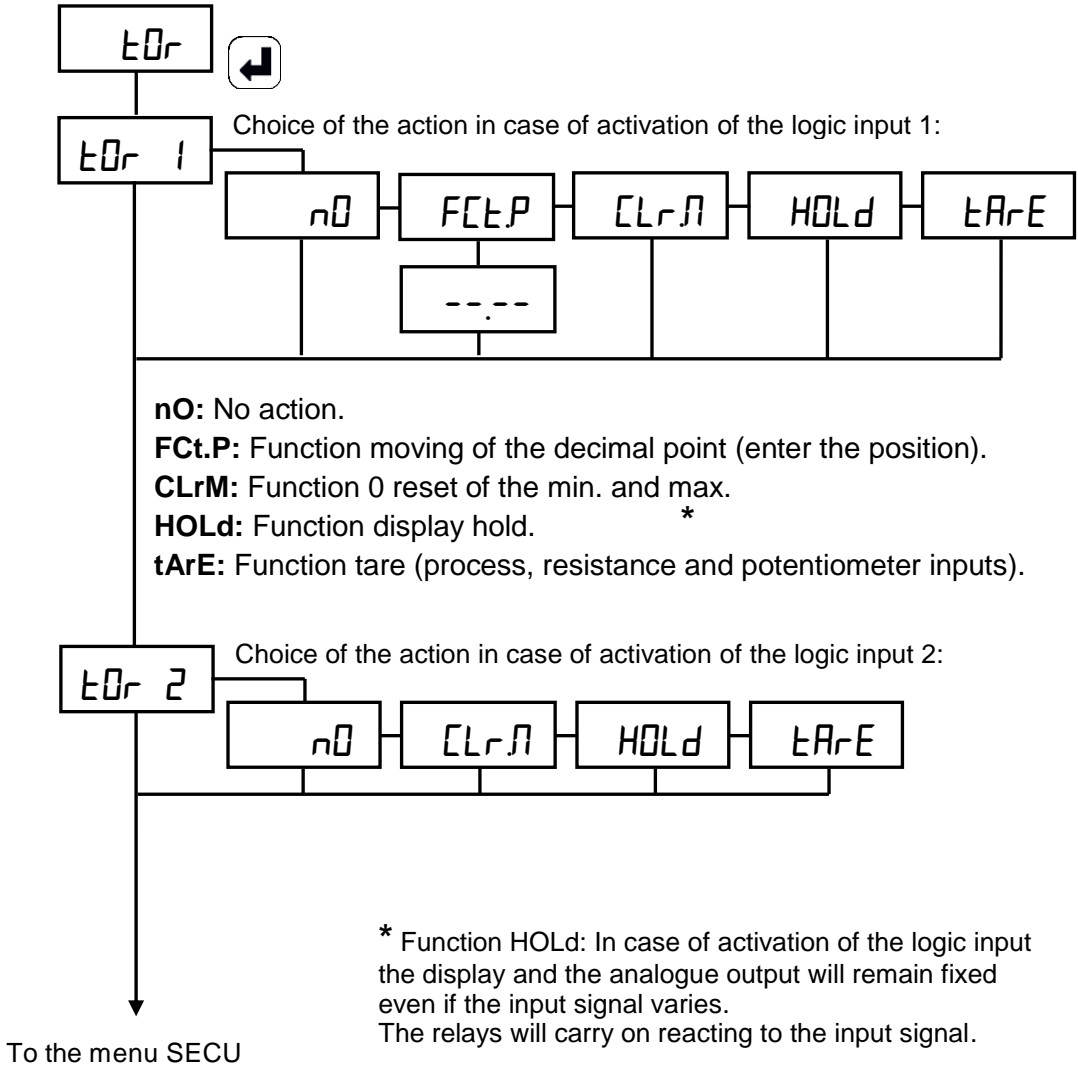 tOr
Choice of the action in case of activation of the logic input 1:
tOr 1
nO FCt.P CLr.M HOLd tArE
--.--
nO: No action.
FCt.P: Function moving of the decimal point (enter the position).
CLrM: Function 0 reset of the min. and max.
HOLd: Function display hold. *
tArE: Function tare (process, resistance and potentiometer inputs).
Choice of the action in case of activation of the logic input 2:
tOr 2
nO CLr.M HOLd tArE
* Function HOLd: In case of activation of the logic input
the display and the analogue output will remain fixed
even if the input signal varies.
The relays will carry on reacting to the input signal.
To the menu SECU